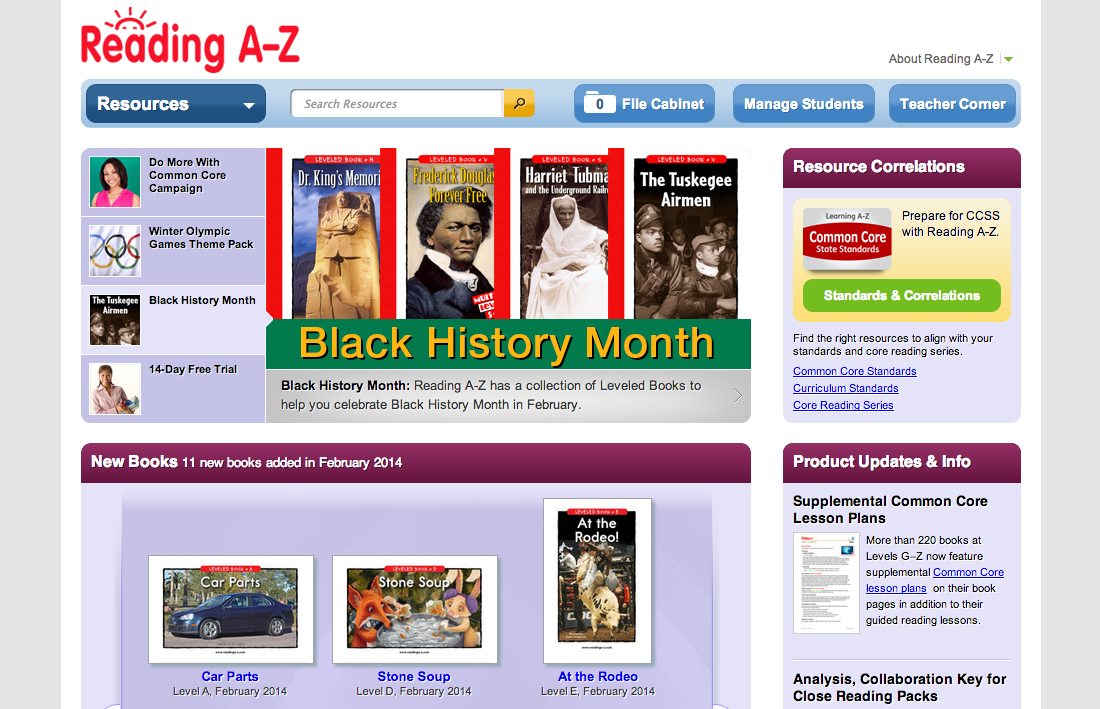 Reading A-Z
About Reading A-Z
Resources
Search Resources
0 File Cabinet
Manage Students
Teacher Corner
Do More With
Common Core
Campaign
Winter Olympic
Games Theme Pack
The Tuskegee
Airmen
Black History Month
14-Day Free Trial
LEVELED BOOK • H
Dr. King's Memori
LEVELED BOOK • V
Frederick Douglas
Forever Free
LEVELED BOOK • S
Harriet Tubma
and the Underground Railr
LEVELED BOOK • V
The Tuskegee
Airmen
Black History Month
Black History Month: Reading A-Z has a collection of Leveled Books to
help you celebrate Black History Month in February.
Resource Correlations
Learning A-Z
Common Core
State Standards
Prepare for CCSS
with Reading A-Z.
Standards & Correlations
Find the right resources to align with your
standards and core reading series.
Common Core Standards
Curriculum Standards
Core Reading Series
New Books 11 new books added in February 2014
LEVELED BOOK • A
Car Parts
www.readinga-z.com
Car Parts
Level A, February 2014
LEVELED BOOK • D
Stone Soup
www.readinga-z.com
Stone Soup
Level D, February 2014
LEVELED BOOK • E
At the
Rodeo!
www.readinga-z.com
At the Rodeo
Level E, February 2014
Product Updates & Info
Supplemental Common Core
Lesson Plans
More than 220 books at
Levels G–Z now feature
supplemental Common Core
lesson plans on their book
pages in addition to their
guided reading lessons.
Analysis, Collaboration Key for
Close Reading Packs